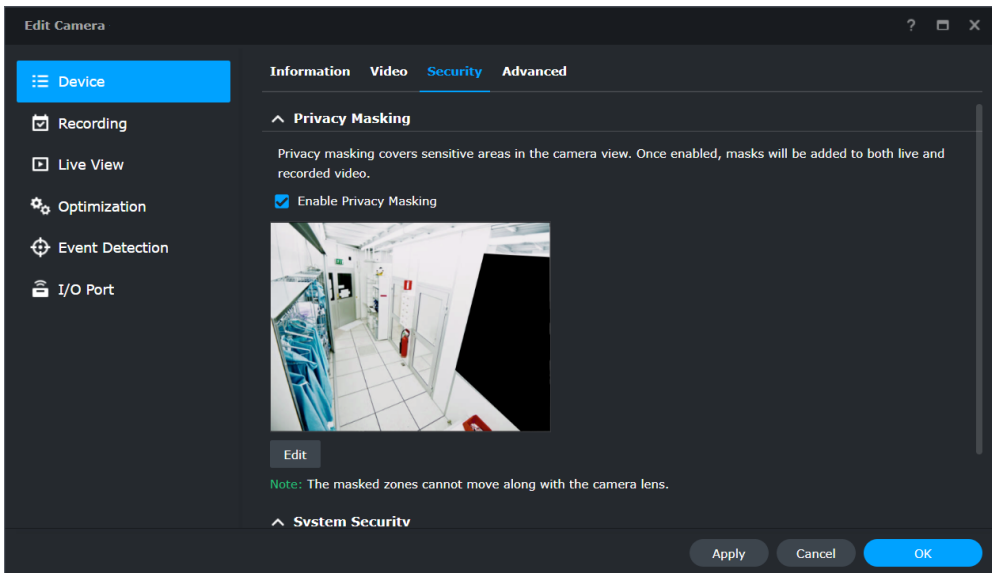 Edit Camera
?
Device
Recording
Live View
Optimization
Event Detection
I/O Port
Information Video Security Advanced
Privacy Masking
Privacy masking covers sensitive areas in the camera view. Once enabled, masks will be added to both live and
recorded video.
Enable Privacy Masking
Edit
Note: The masked zones cannot move along with the camera lens.
System Security
Apply Cancel OK